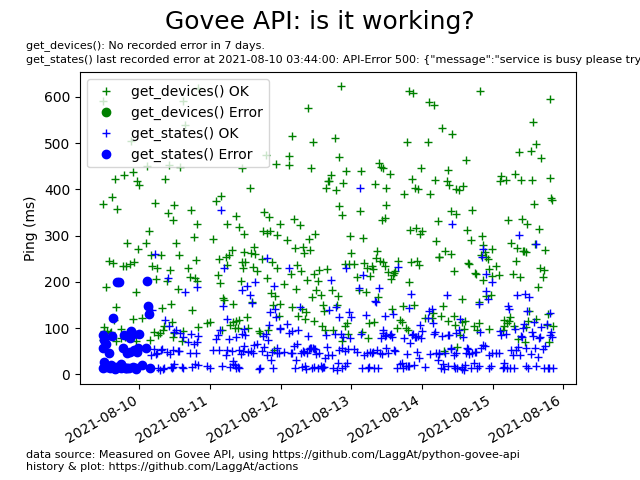 Govee API: is it working?
get_devices(): No recorded error in 7 days.
get_states() last recorded error at 2021-08-10 03:44:00: API-Error 500: {"message":"service is busy please try
get_devices() OK
get_devices() Error
get_states() OK
get_states() Error
Ping (ms)
600
500
400
300
200
100
0
2021-08-10
2021-08-11
2021-08-12
2021-08-13
2021-08-14
2021-08-15
2021-08-16
data source: Measured on Govee API, using https://github.com/LaggAt/python-govee-api
history & plot: https://github.com/LaggAt/actions